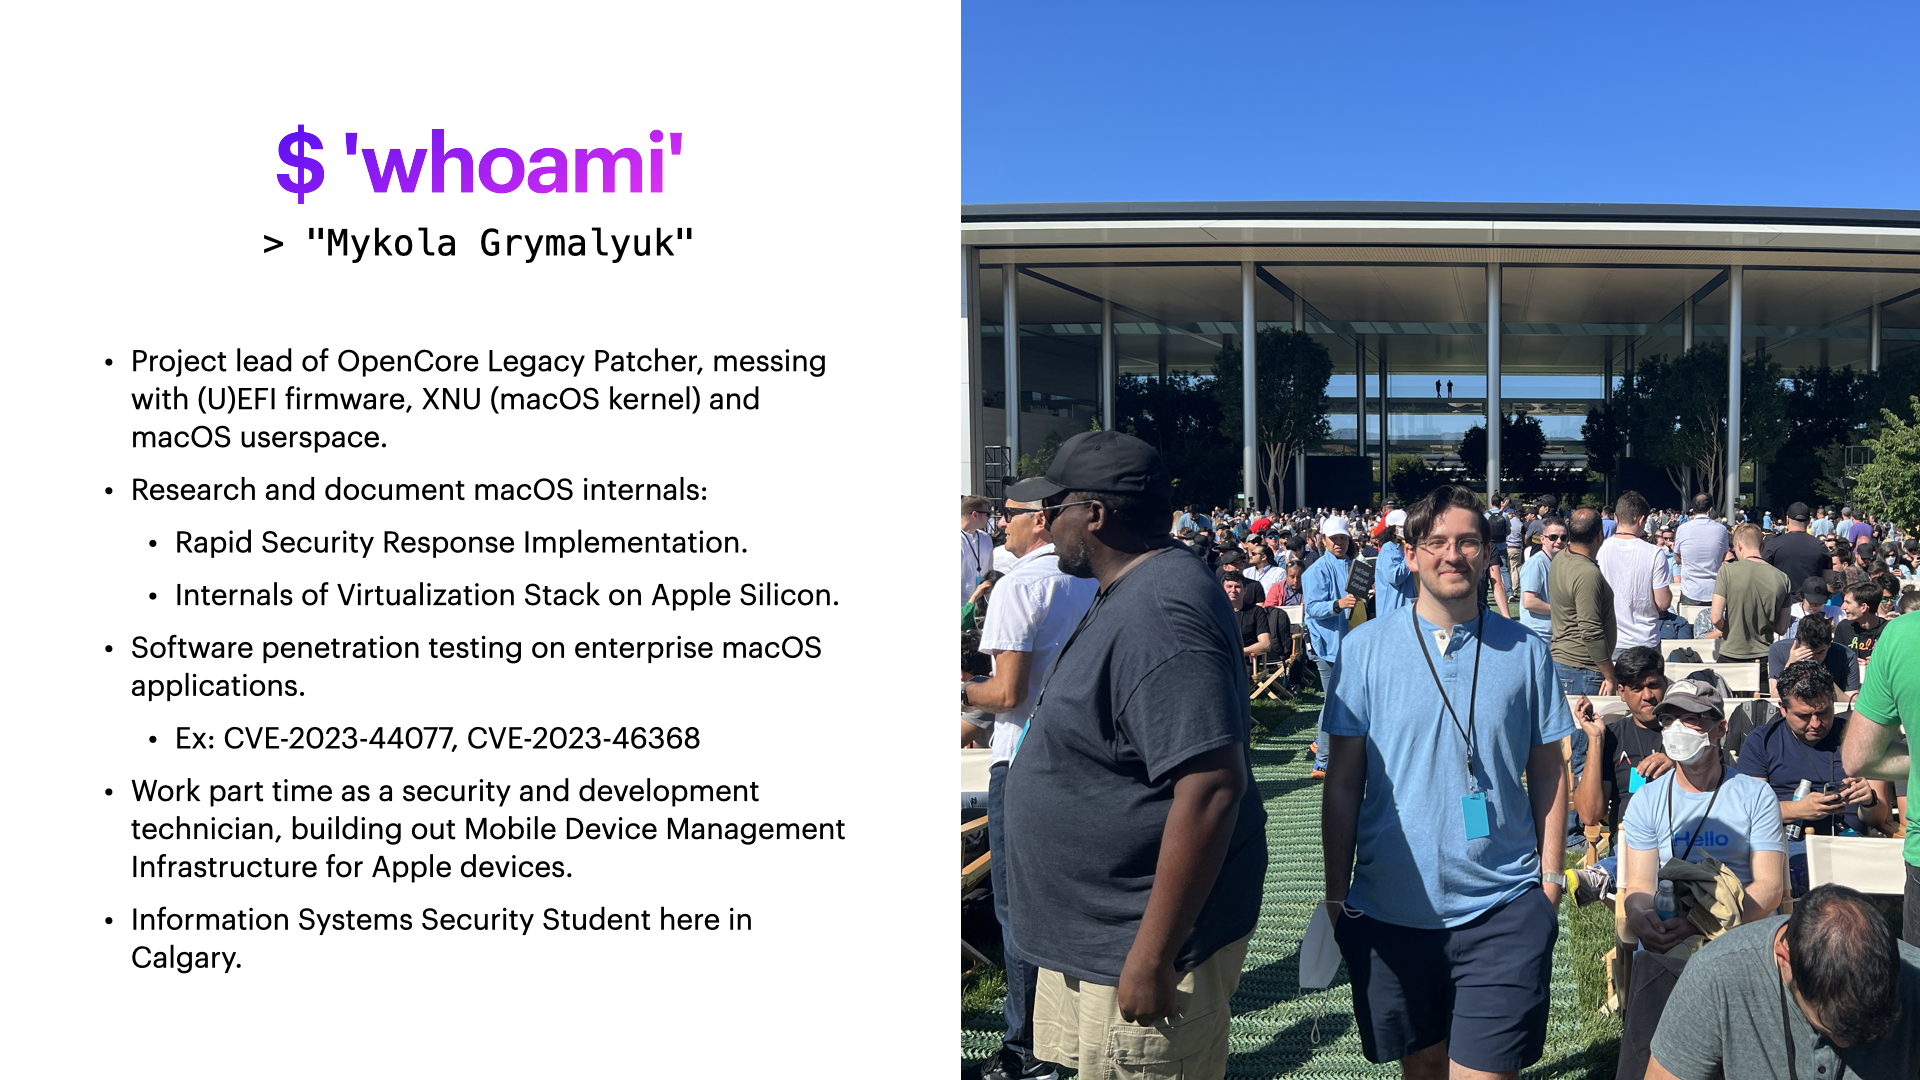 $ 'whoami'
> "Mykola Grymalyuk"
• Project lead of OpenCore Legacy Patcher, messing
with (U)EFI firmware, XNU (macOS kernel) and
macOS userspace.
• Research and document macOS internals:
• Rapid Security Response Implementation.
• Internals of Virtualization Stack on Apple Silicon.
• Software penetration testing on enterprise macOS
applications.
• Ex: CVE-2023-44077, CVE-2023-46368
• Work part time as a security and development
technician, building out Mobile Device Management
Infrastructure for Apple devices.
• Information Systems Security Student here in
Calgary.
Hello